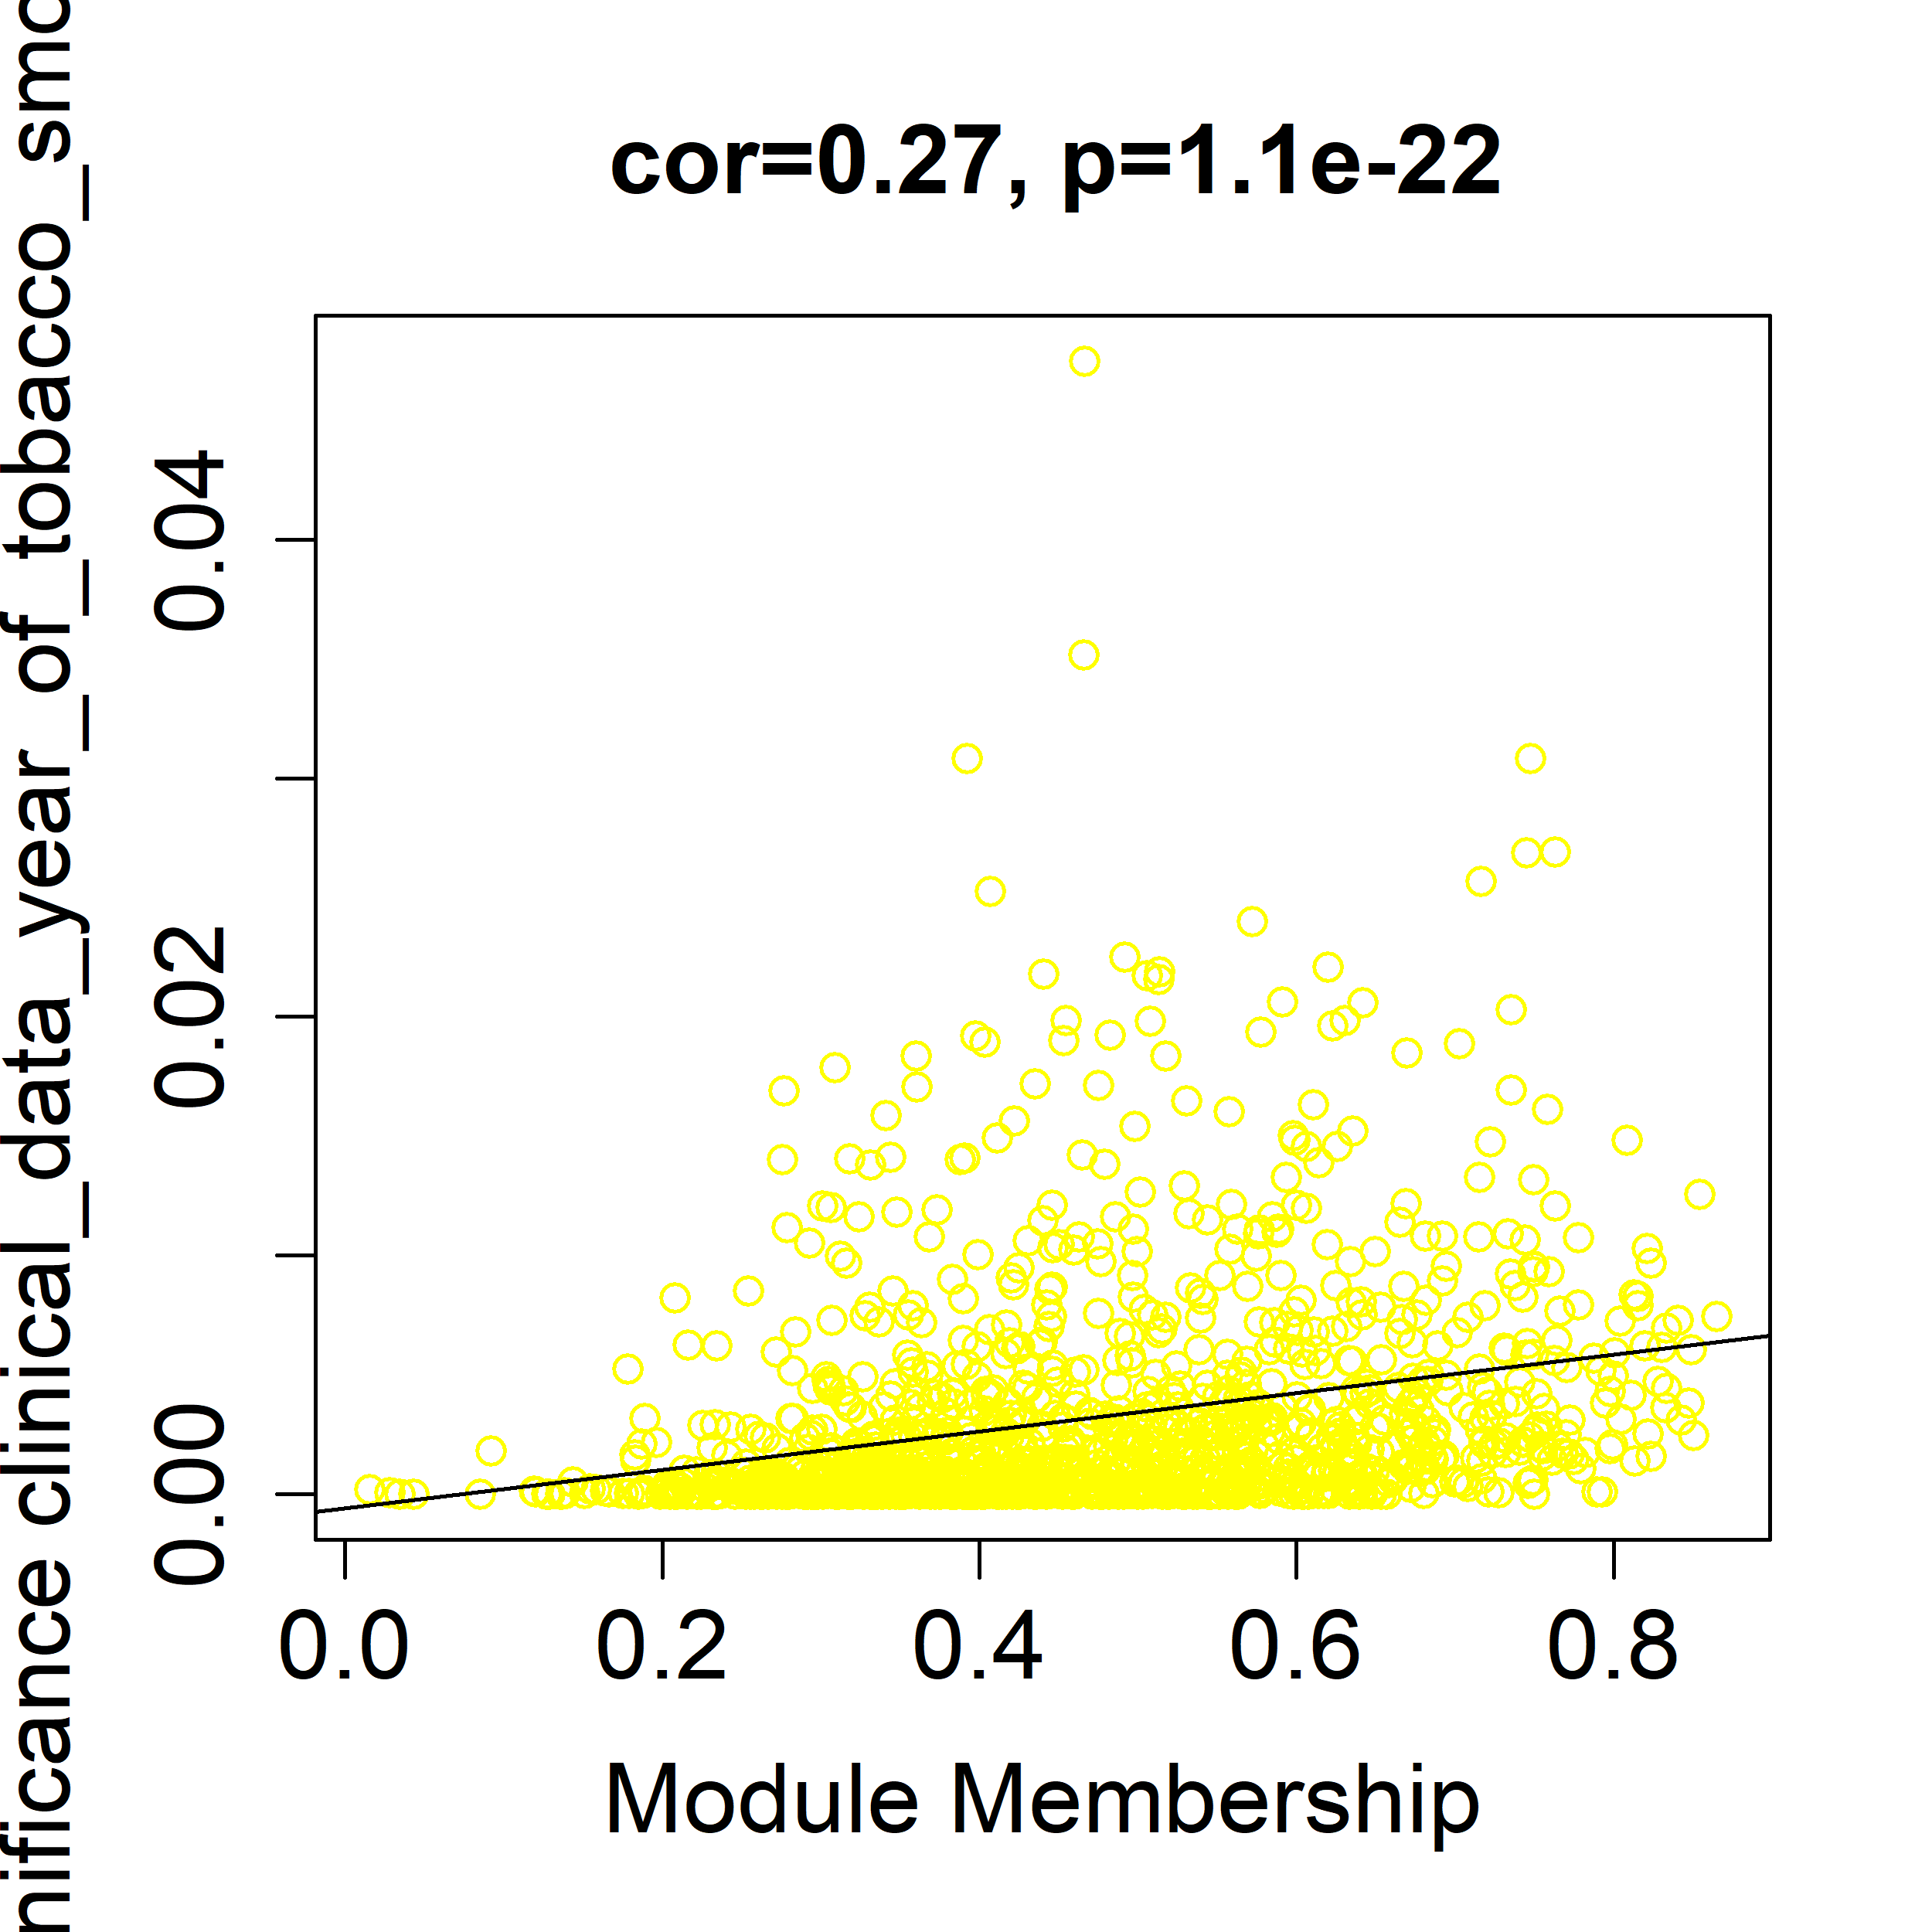 cor=0.27, p=1.1e-22
nificance clinical_data_year_of_tobacco_smo
0.04
0.02
0.00
0.0 0.2 0.4 0.6 0.8
Module Membership